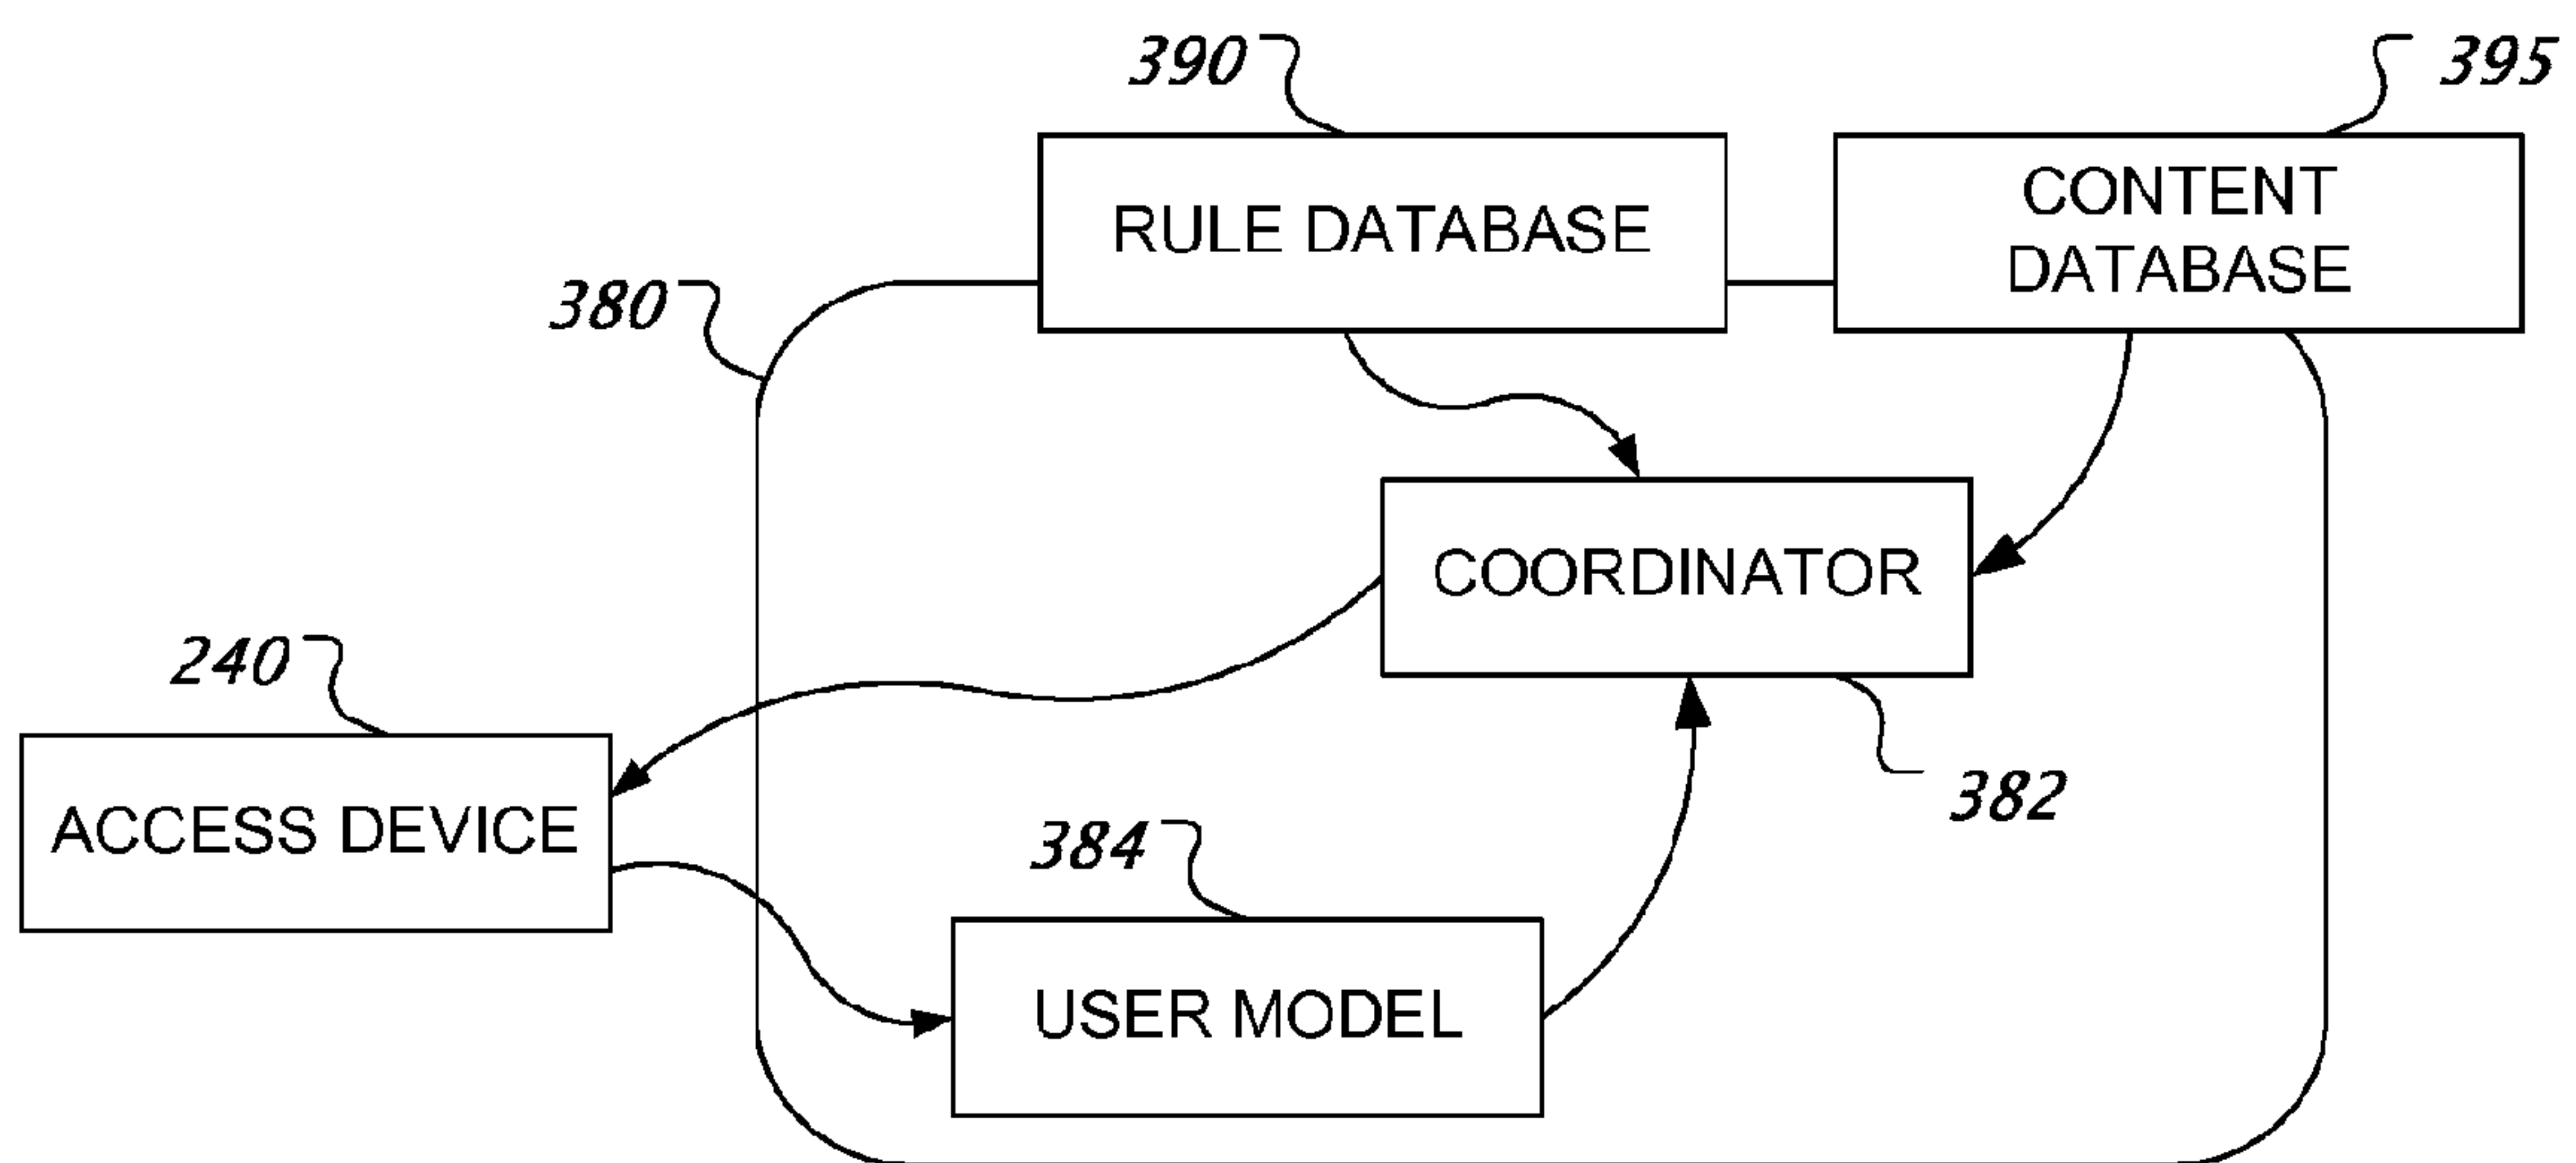 390
395
RULE DATABASE
CONTENT
DATABASE
380
COORDINATOR
240
382
ACCESS DEVICE
384
USER MODEL